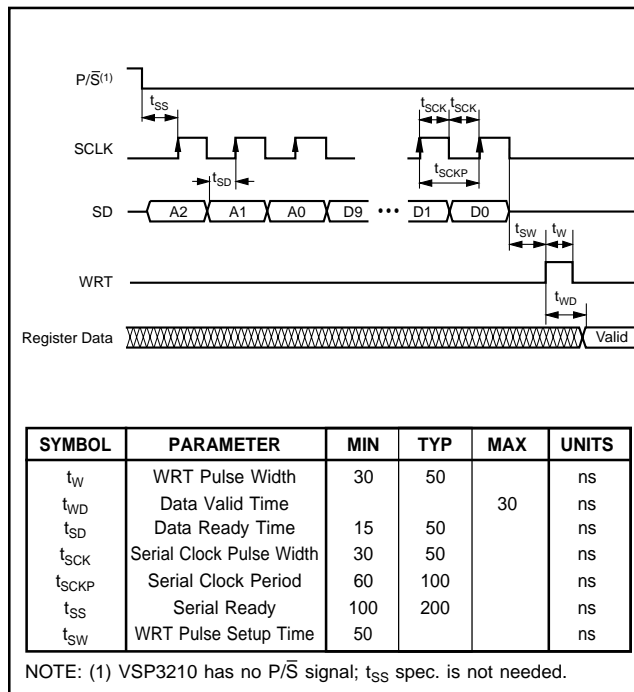 P/S̅(1)
tSS
tSCK tSCK
SCLK
tSD
tSCKP
SD A2 A1 A0 D9 ••• D1 D0
tSW tW
WRT
tWD
Register Data Valid
SYMBOL PARAMETER MIN TYP MAX UNITS
tW WRT Pulse Width 30 50 ns
tWD Data Valid Time 30 ns
tSD Data Ready Time 15 50 ns
tSCK Serial Clock Pulse Width 30 50 ns
tSCKP Serial Clock Period 60 100 ns
tSS Serial Ready 100 200 ns
tSW WRT Pulse Setup Time 50 ns
NOTE: (1) VSP3210 has no P/S̅ signal; tSS spec. is not needed.